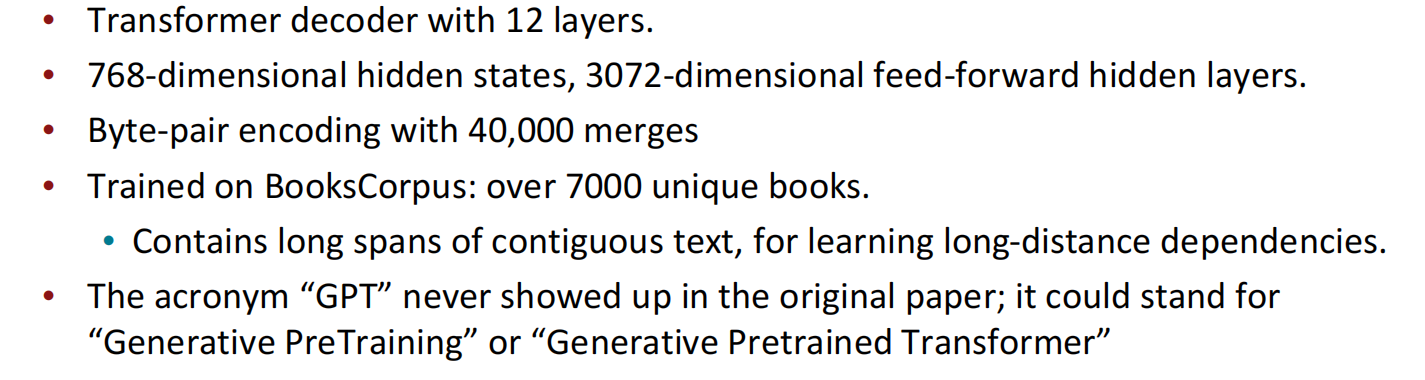 • Transformer decoder with 12 layers.
• 768-dimensional hidden states, 3072-dimensional feed-forward hidden layers.
• Byte-pair encoding with 40,000 merges
• Trained on BooksCorpus: over 7000 unique books.
• Contains long spans of contiguous text, for learning long-distance dependencies.
• The acronym “GPT” never showed up in the original paper; it could stand for
“Generative PreTraining” or “Generative Pretrained Transformer”